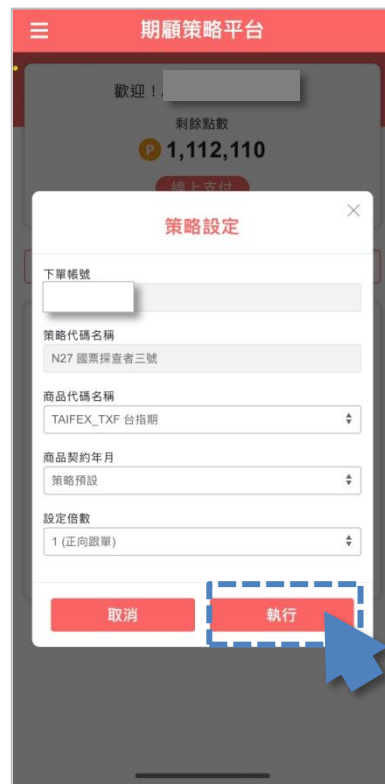 期顧策略平台
歡迎！
剩餘點數
P 1,112,110
線上支付
策略設定
下單帳號
策略代碼名稱
N27 國票探查者三號
商品代碼名稱
TAIFEX_TXF 台指期
商品契約年月
策略預設
設定倍數
1 (正向跟單)
取消
執行